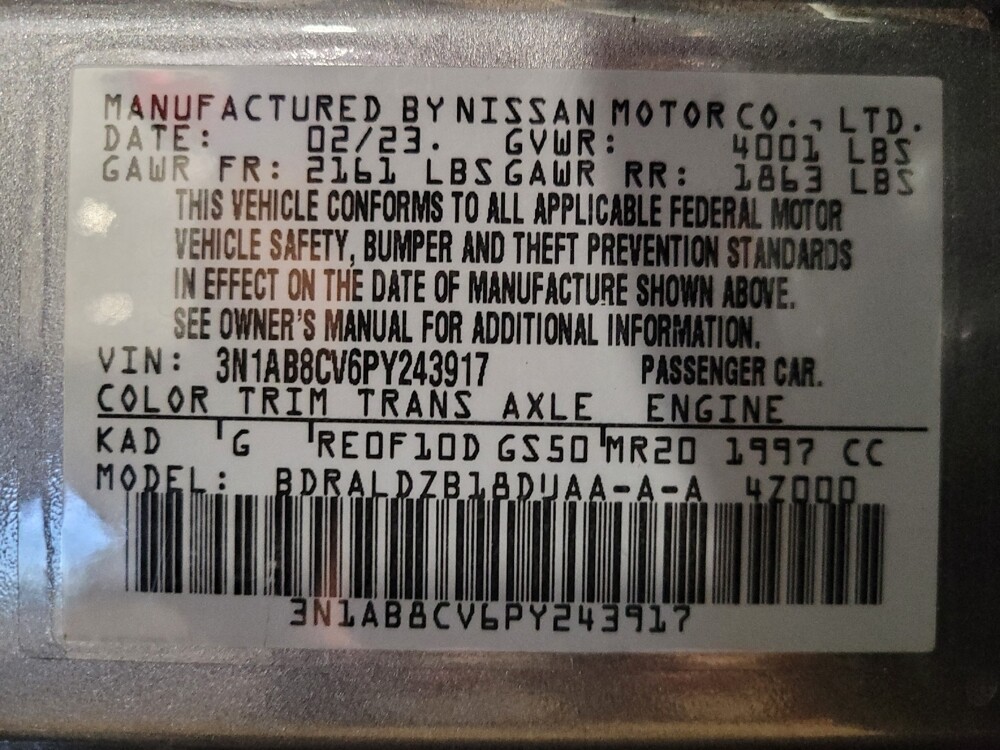 MANUFACTURED BY NISSAN MOTOR CO., LTD.
DATE: 02/23. GVWR: 4001 LBS
GAWR FR: 2161 LBS GAWR RR: 1863 LBS
THIS VEHICLE CONFORMS TO ALL APPLICABLE FEDERAL MOTOR
VEHICLE SAFETY, BUMPER AND THEFT PREVENTION STANDARDS
IN EFFECT ON THE DATE OF MANUFACTURE SHOWN ABOVE.
SEE OWNER'S MANUAL FOR ADDITIONAL INFORMATION.
VIN: 3N1AB8CV6PY243917 PASSENGER CAR.
COLOR TRIM TRANS AXLE ENGINE
KAD G RE0F10D GS50 MR20 1997 CC
MODEL: BDRALDZB18DUAA-A-A 4Z000
3N1AB8CV6PY243917